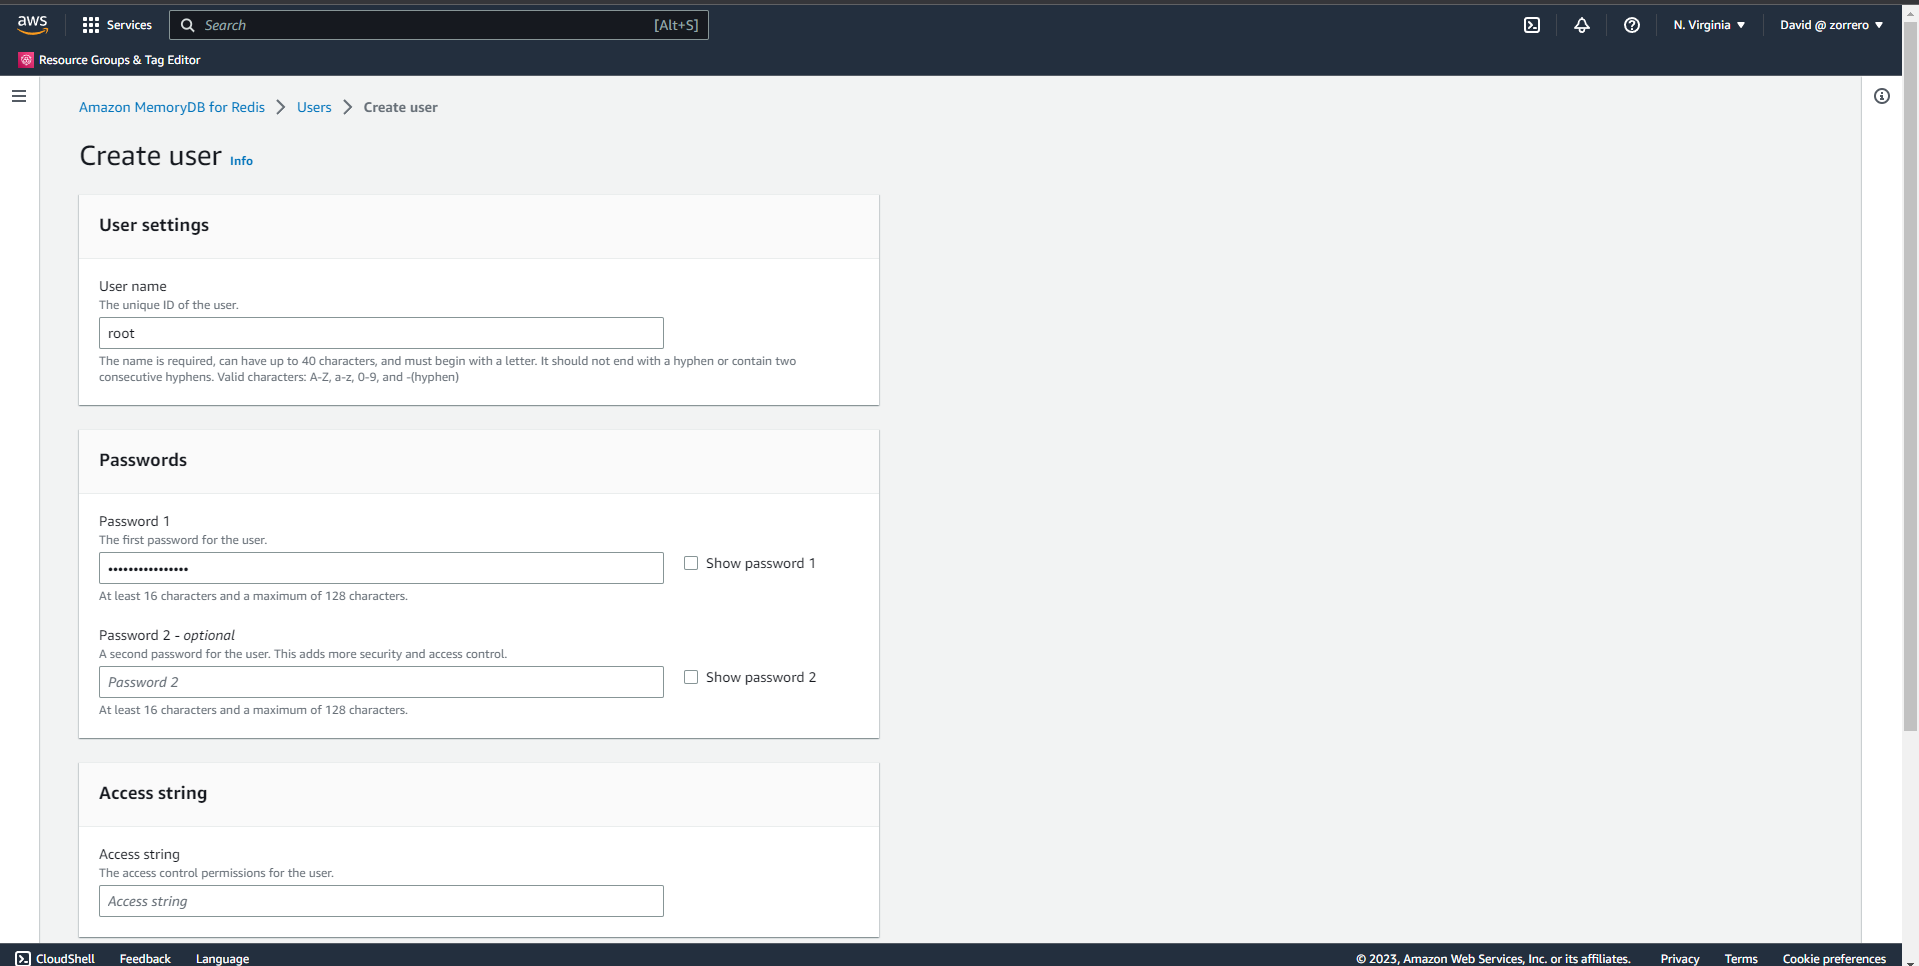 aws Services Search [Alt+S] N. Virginia David @ zorrero
Resource Groups & Tag Editor
Amazon MemoryDB for Redis Users Create user
Create user Info
User settings
User name
The unique ID of the user.
root
The name is required, can have up to 40 characters, and must begin with a letter. It should not end with a hyphen or contain two
consecutive hyphens. Valid characters: A-Z, a-z, 0-9, and -(hyphen)
Passwords
Password 1
The first password for the user.
•••••••••••••••• Show password 1
At least 16 characters and a maximum of 128 characters.
Password 2 - optional
A second password for the user. This adds more security and access control.
Password 2 Show password 2
At least 16 characters and a maximum of 128 characters.
Access string
Access string
The access control permissions for the user.
Access string
CloudShell Feedback Language © 2023, Amazon Web Services, Inc. or its affiliates. Privacy Terms Cookie preferences